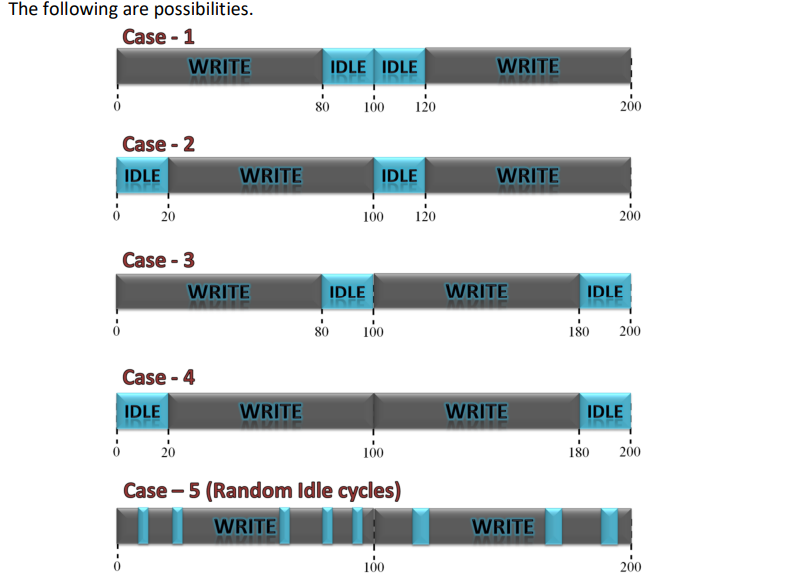 The following are possibilities.
Case - 1
WRITE IDLE IDLE WRITE
0 80 100 120 200
Case - 2
IDLE WRITE IDLE WRITE
0 20 100 120 200
Case - 3
WRITE IDLE WRITE IDLE
0 80 100 180 200
Case - 4
IDLE WRITE WRITE IDLE
0 20 100 180 200
Case – 5 (Random Idle cycles)
WRITE WRITE
0 100 200